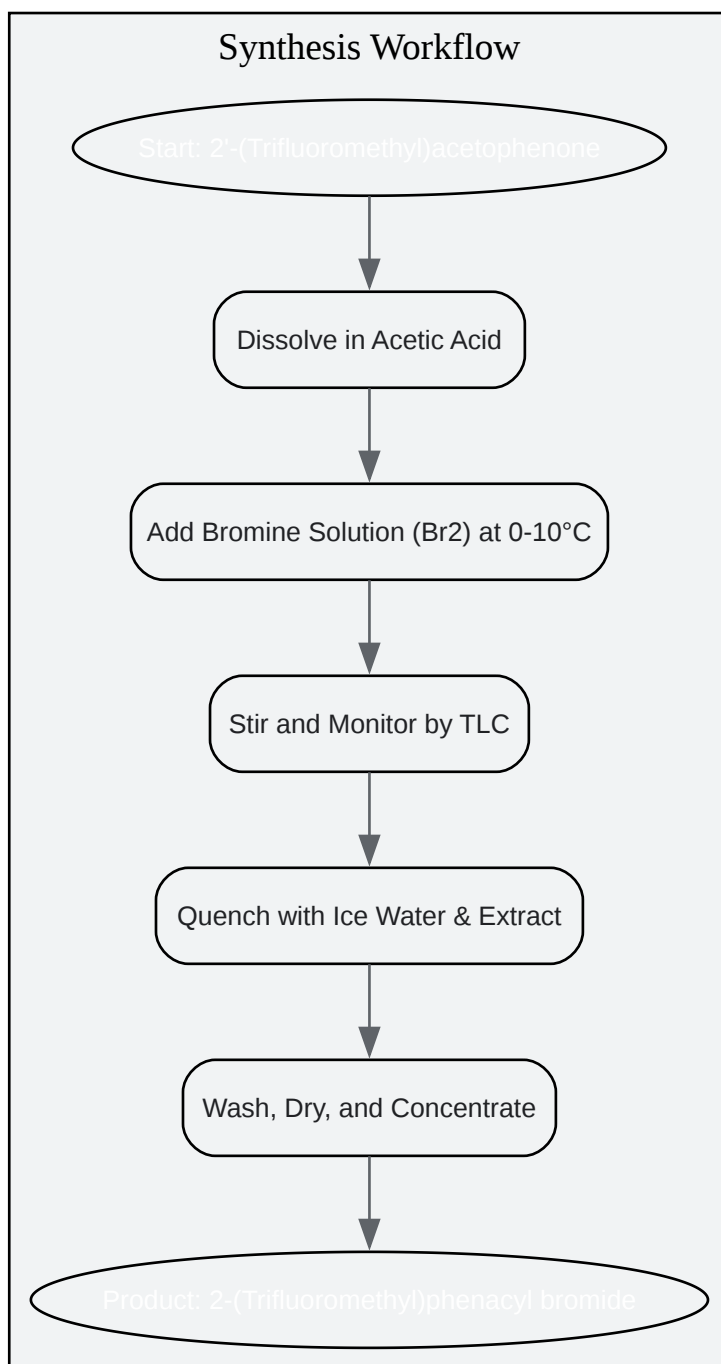 Synthesis Workflow
Start: 2'-(Trifluoromethyl)acetophenone
Dissolve in Acetic Acid
Add Bromine Solution (Br2) at 0-10°C
Stir and Monitor by TLC
Quench with Ice Water & Extract
Wash, Dry, and Concentrate
Product: 2-(Trifluoromethyl)phenacyl bromide